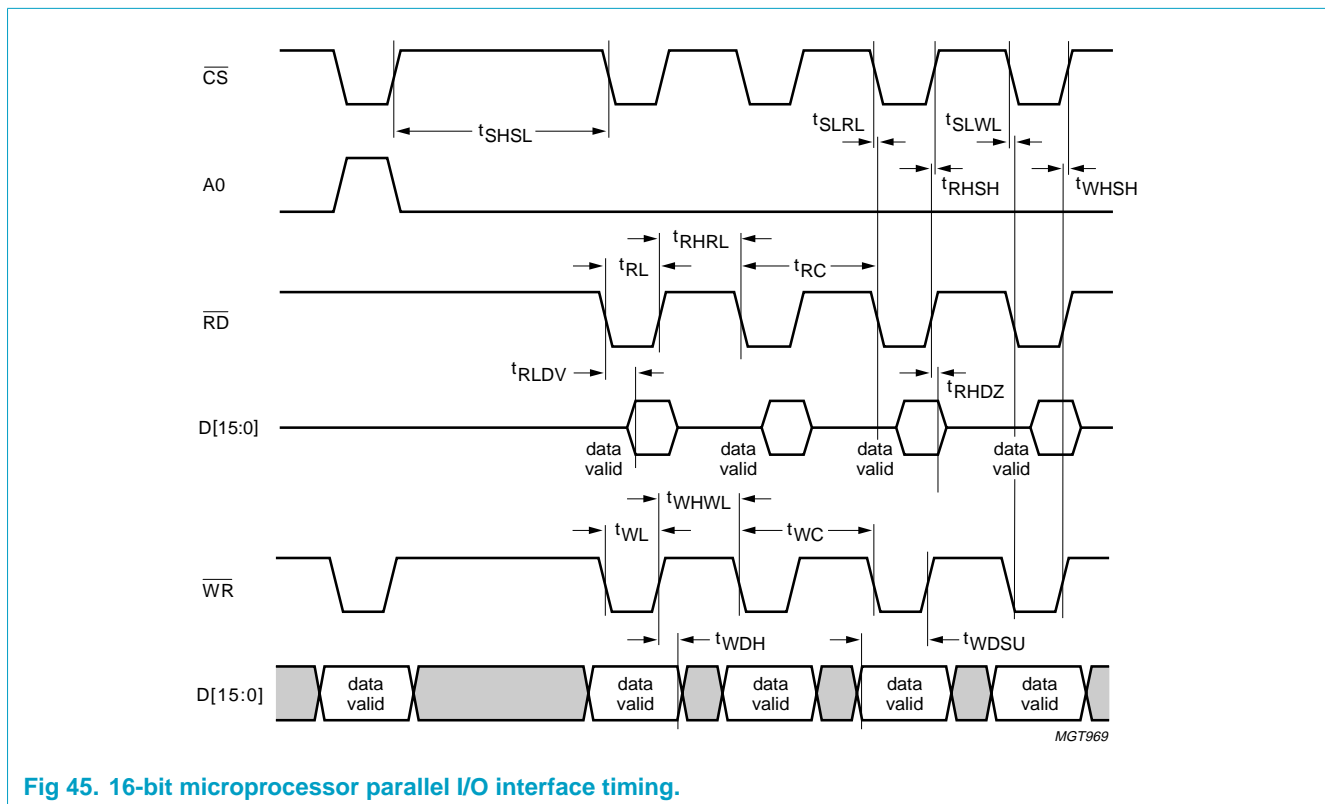 CS
tSHSL
tSLRL
tSLWL
A0
tRHSH
tWHSH
tRHRL
tRL
tRC
RD
tRLDV
tRHDZ
D[15:0]
data valid
data valid
data valid
data valid
tWHWL
tWL
tWC
WR
tWDH
tWDSU
D[15:0]
data valid
data valid
data valid
data valid
data valid
MGT969
Fig 45. 16-bit microprocessor parallel I/O interface timing.